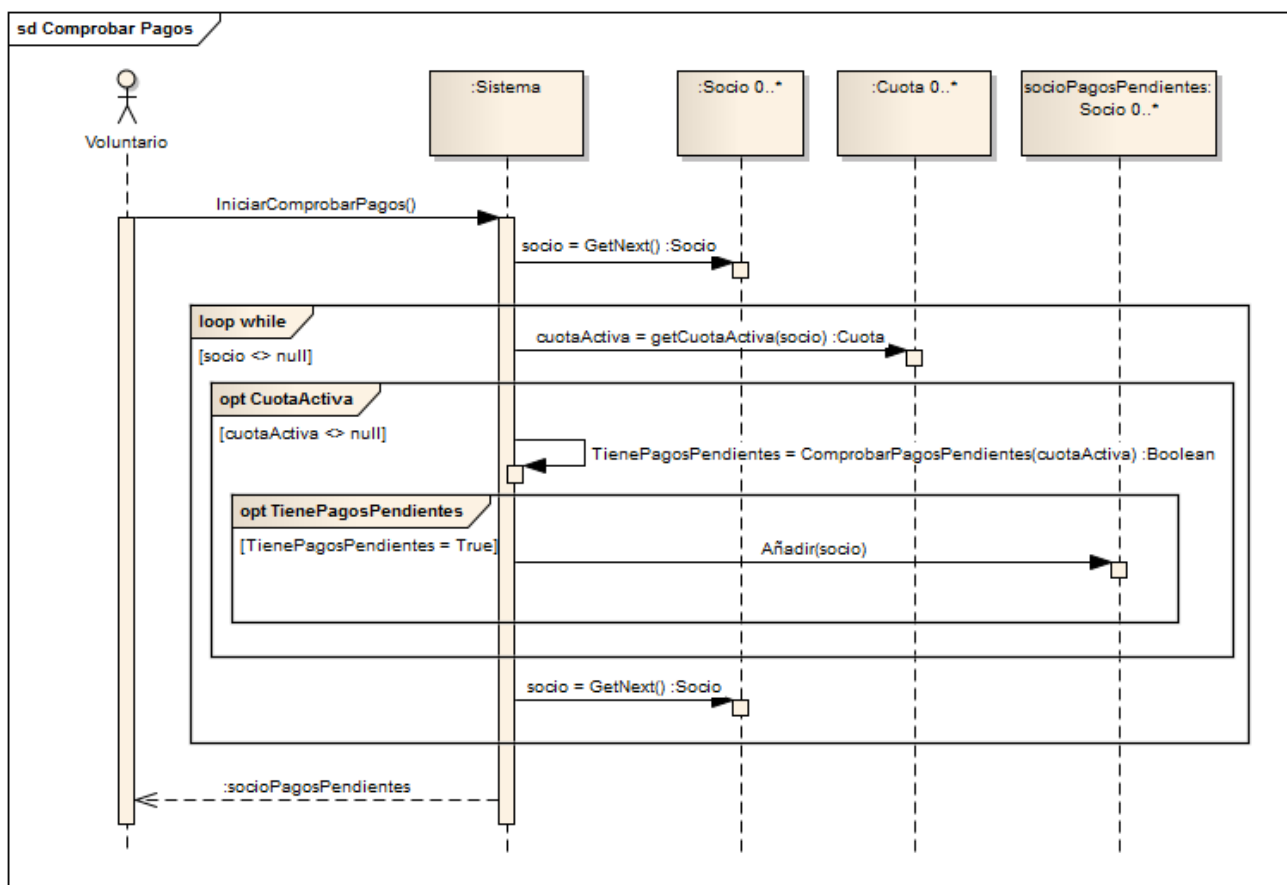 sd Comprobar Pagos
Voluntario
:Sistema
:Socio 0..*
:Cuota 0..*
socioPagosPendientes:
Socio 0..*
IniciarComprobarPagos()
socio = GetNext() :Socio
loop while
[socio <> null]
cuotaActiva = getCuotaActiva(socio) :Cuota
opt CuotaActiva
[cuotaActiva <> null]
TienePagosPendientes = ComprobarPagosPendientes(cuotaActiva) :Boolean
opt TienePagosPendientes
[TienePagosPendientes = True]
Añadir(socio)
socio = GetNext() :Socio
:socioPagosPendientes